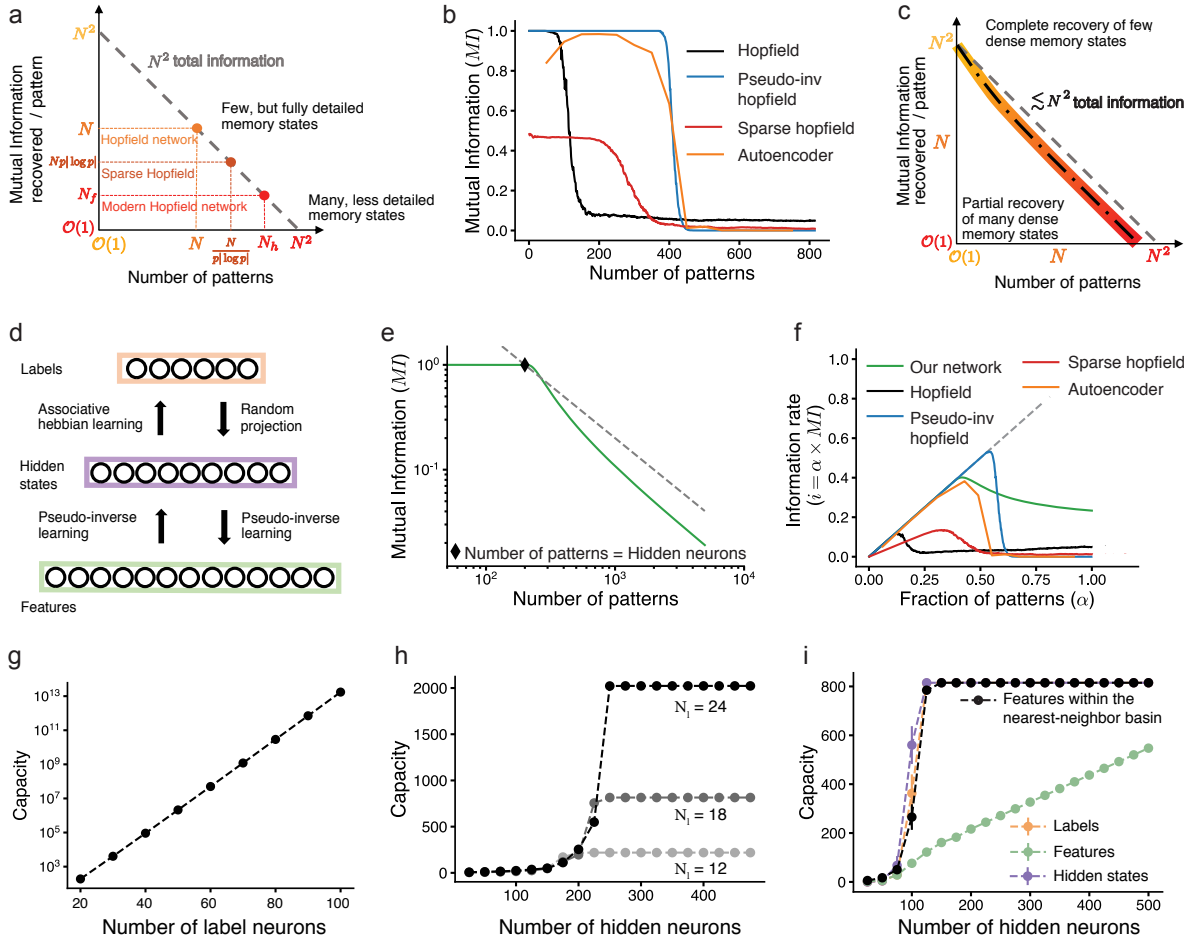 a
N²
N² total information
Mutual Information
recovered / pattern
Few, but fully detailed
memory states
N
Hopfield network
Np|log p|
Sparse Hopfield
N_f
Modern Hopfield network
Many, less detailed
memory states
O(1)
O(1)
N
N
p|log p|
N_h
N²
Number of patterns
b
Mutual Information (MI)
1.0
0.8
0.6
0.4
0.2
0.0
0
200
400
600
800
Number of patterns
Hopfield
Pseudo-inv
hopfield
Sparse hopfield
Autoencoder
c
N²
Complete recovery of few
dense memory states
≲ N² total information
Mutual Information
recovered / pattern
N
Partial recovery
of many dense
memory states
O(1)
O(1)
N
N²
Number of patterns
d
Labels
Associative
hebbian learning
Random
projection
Hidden
states
Pseudo-inverse
learning
Pseudo-inverse
learning
Features
e
Mutual Information (MI)
10⁰
10⁻¹
Number of patterns = Hidden neurons
10²
10³
10⁴
Number of patterns
f
Information rate
(i = α × MI)
1.0
0.8
0.6
0.4
0.2
0.0
Our network
Hopfield
Pseudo-inv
hopfield
Sparse hopfield
Autoencoder
0.00
0.25
0.50
0.75
1.00
Fraction of patterns (α)
g
Capacity
10¹³
10¹¹
10⁹
10⁷
10⁵
10³
20
40
60
80
100
Number of label neurons
h
Capacity
2000
1500
1000
500
0
N_l = 24
N_l = 18
N_l = 12
100
200
300
400
Number of hidden neurons
i
Capacity
800
600
400
200
0
Features within the
nearest-neighbor basin
Labels
Features
Hidden states
100
200
300
400
500
Number of hidden neurons